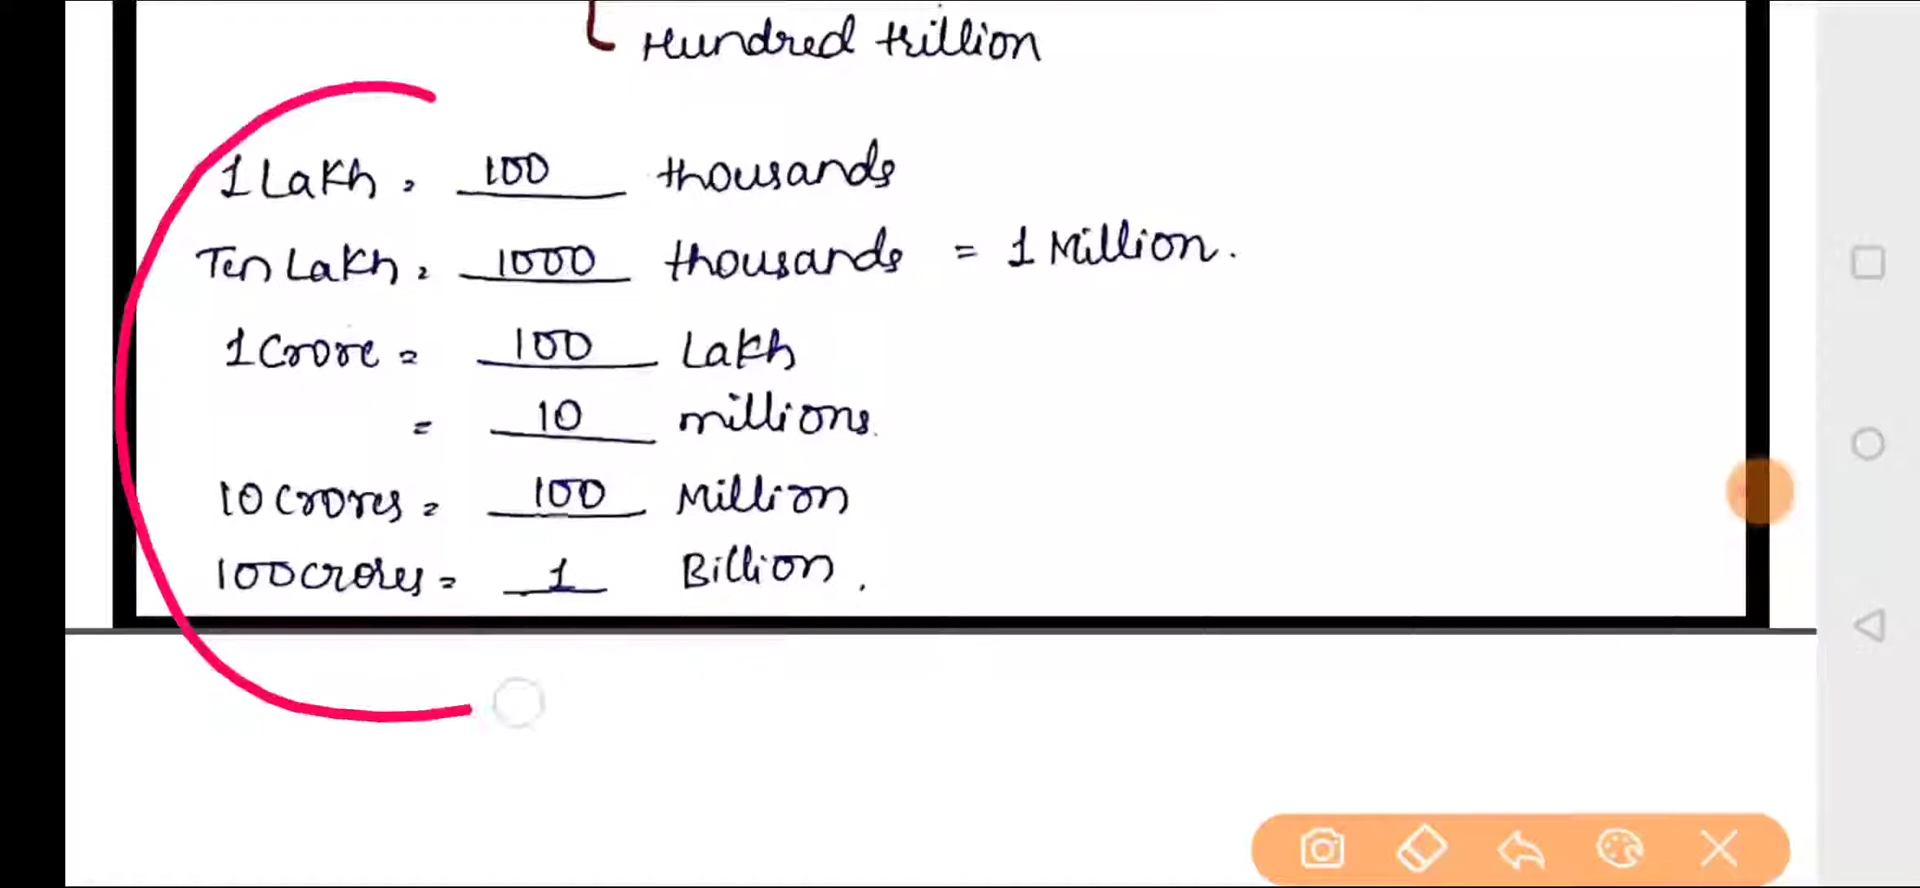 Hundred trillion
1 Lakh = 100 thousands
Ten Lakh = 1000 thousands = 1 Million.
1 Crore = 100 Lakh
= 10 millions.
10 Crores = 100 Million
100 crores = 1 Billion.